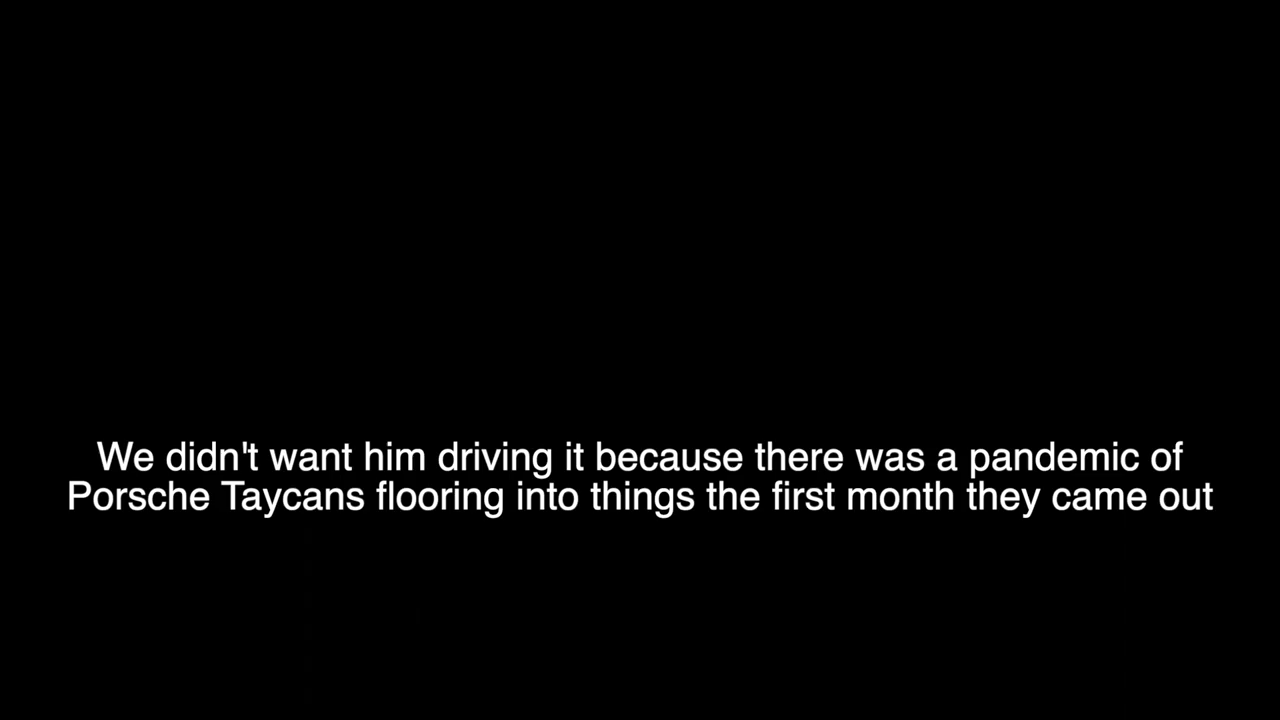 We didn't want him driving it because there was a pandemic of
Porsche Taycans flooring into things the first month they came out